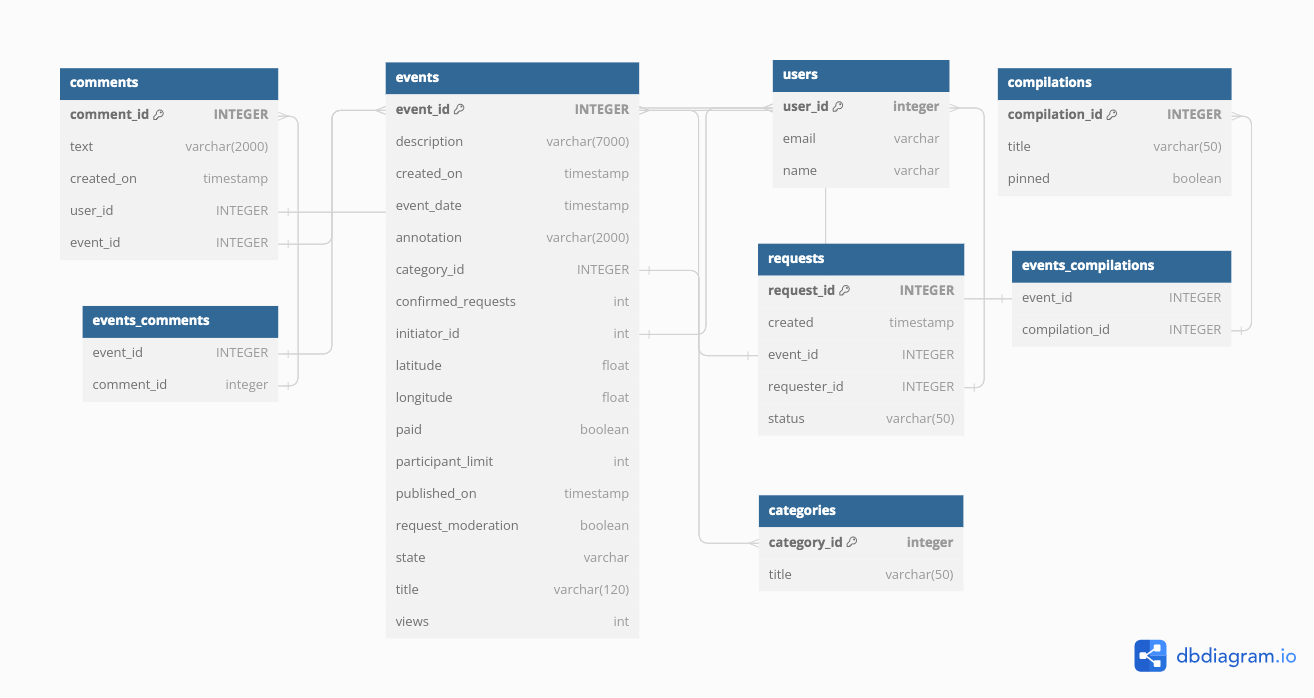 comments
comment_id INTEGER
text varchar(2000)
created_on timestamp
user_id INTEGER
event_id INTEGER
events_comments
event_id INTEGER
comment_id integer
events
event_id INTEGER
description varchar(7000)
created_on timestamp
event_date timestamp
annotation varchar(2000)
category_id INTEGER
confirmed_requests int
initiator_id int
latitude float
longitude float
paid boolean
participant_limit int
published_on timestamp
request_moderation boolean
state varchar
title varchar(120)
views int
users
user_id integer
email varchar
name varchar
requests
request_id INTEGER
created timestamp
event_id INTEGER
requester_id INTEGER
status varchar(50)
categories
category_id integer
title varchar(50)
compilations
compilation_id INTEGER
title varchar(50)
pinned boolean
events_compilations
event_id INTEGER
compilation_id INTEGER
dbdiagram.io